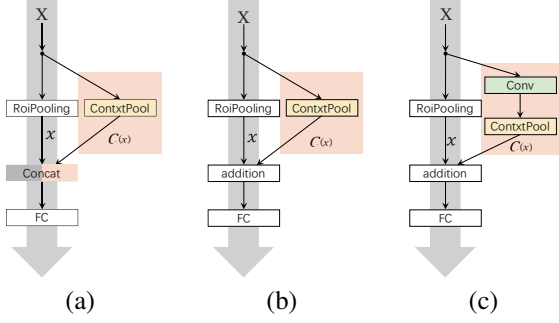 X
RoiPooling
ContxtPool
x
C(x)
Concat
FC
(a)
X
RoiPooling
ContxtPool
x
C(x)
addition
FC
(b)
X
Conv
RoiPooling
ContxtPool
x
C(x)
addition
FC
(c)